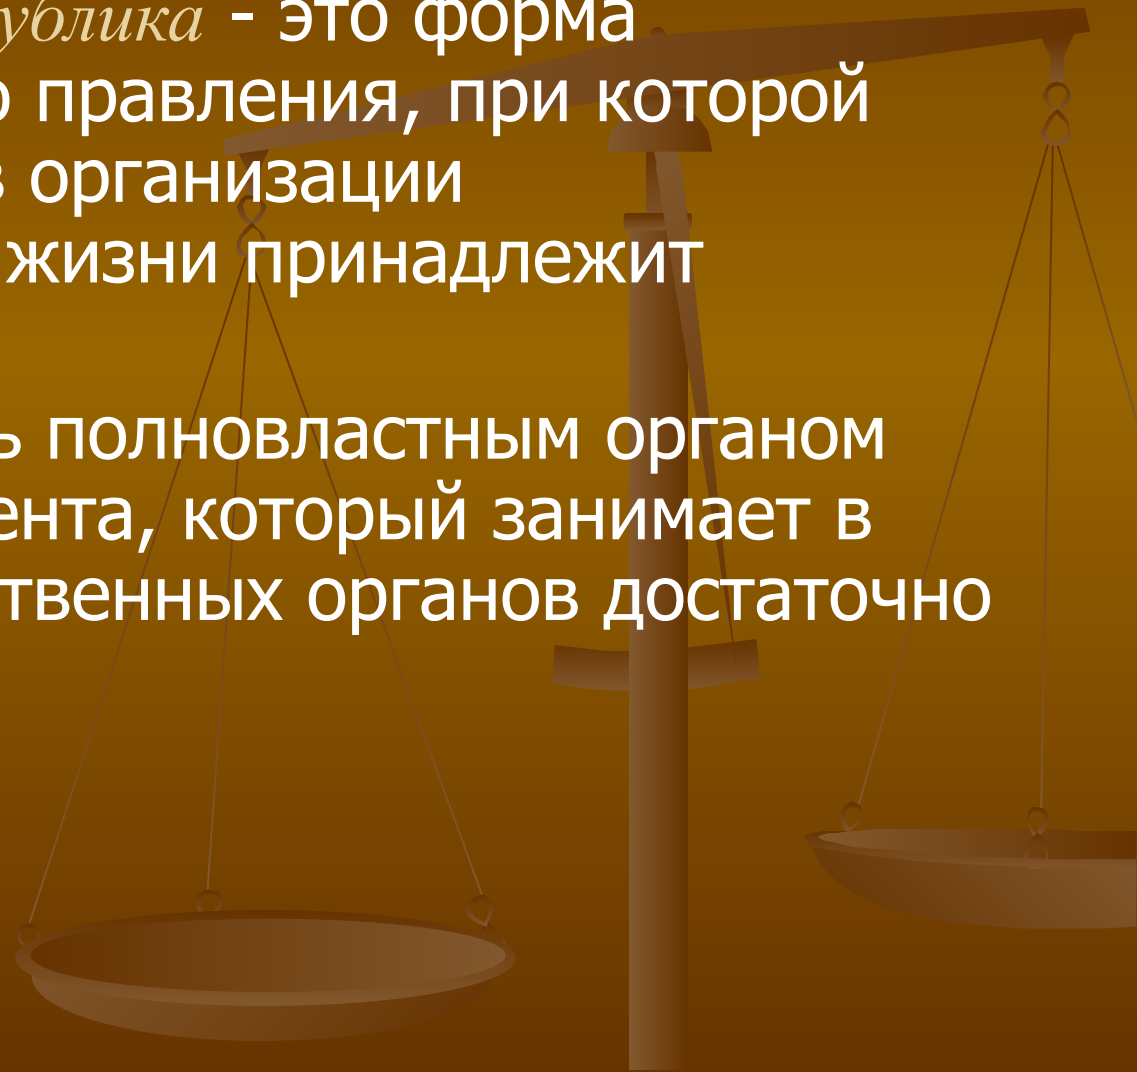 ублика - это форма
о правления, при которой
в организации
жизни принадлежит
ь полновластным органом
ента, который занимает в
твенных органов достаточно